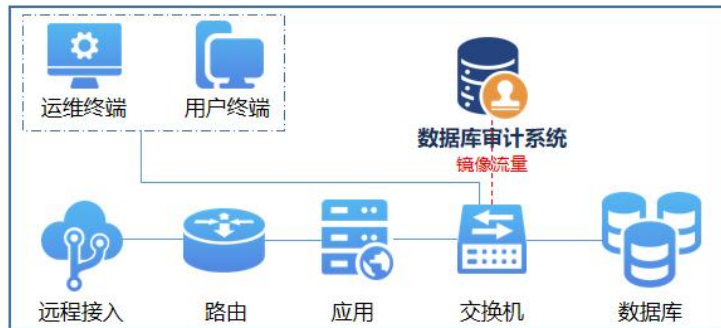 运维终端
用户终端
数据库审计系统
镜像流量
远程接入
路由
应用
交换机
数据库